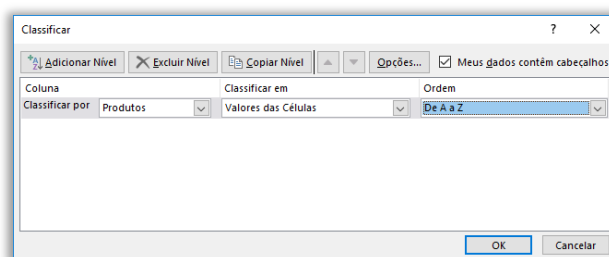 Classificar ? ×
Adicionar Nível Excluir Nível Copiar Nível Opções... Meus dados contêm cabeçalhos
Coluna Classificar em Ordem
Classificar por Produtos Valores das Células De A a Z
OK Cancelar